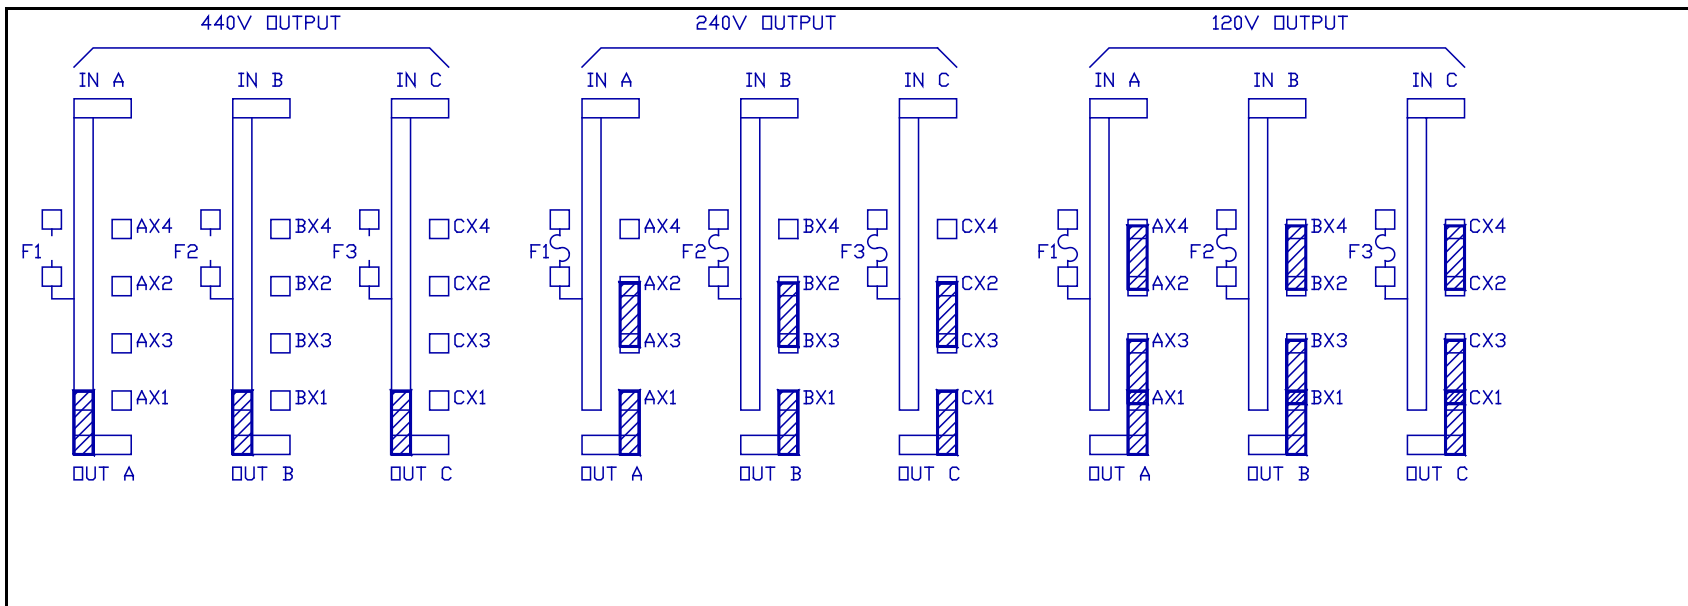 440V OUTPUT 240V OUTPUT 120V OUTPUT
IN A IN B IN C IN A IN B IN C IN A IN B IN C
AX4 BX4 CX4 AX4 BX4 CX4 AX4 BX4 CX4
F1 F2 F3 F1 F2 F3 F1 F2 F3
AX2 BX2 CX2 AX2 BX2 CX2 AX2 BX2 CX2
AX3 BX3 CX3 AX3 BX3 CX3 AX3 BX3 CX3
AX1 BX1 CX1 AX1 BX1 CX1 AX1 BX1 CX1
OUT A OUT B OUT C OUT A OUT B OUT C OUT A OUT B OUT C